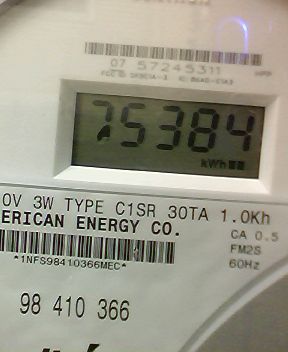 07 57245311
75384
kWh
0V 3W TYPE C1SR 30TA 1.0Kh
ERICAN ENERGY CO.
CA 0.5
FM2S
60Hz
*1NFS98410366MEC*
98 410 366